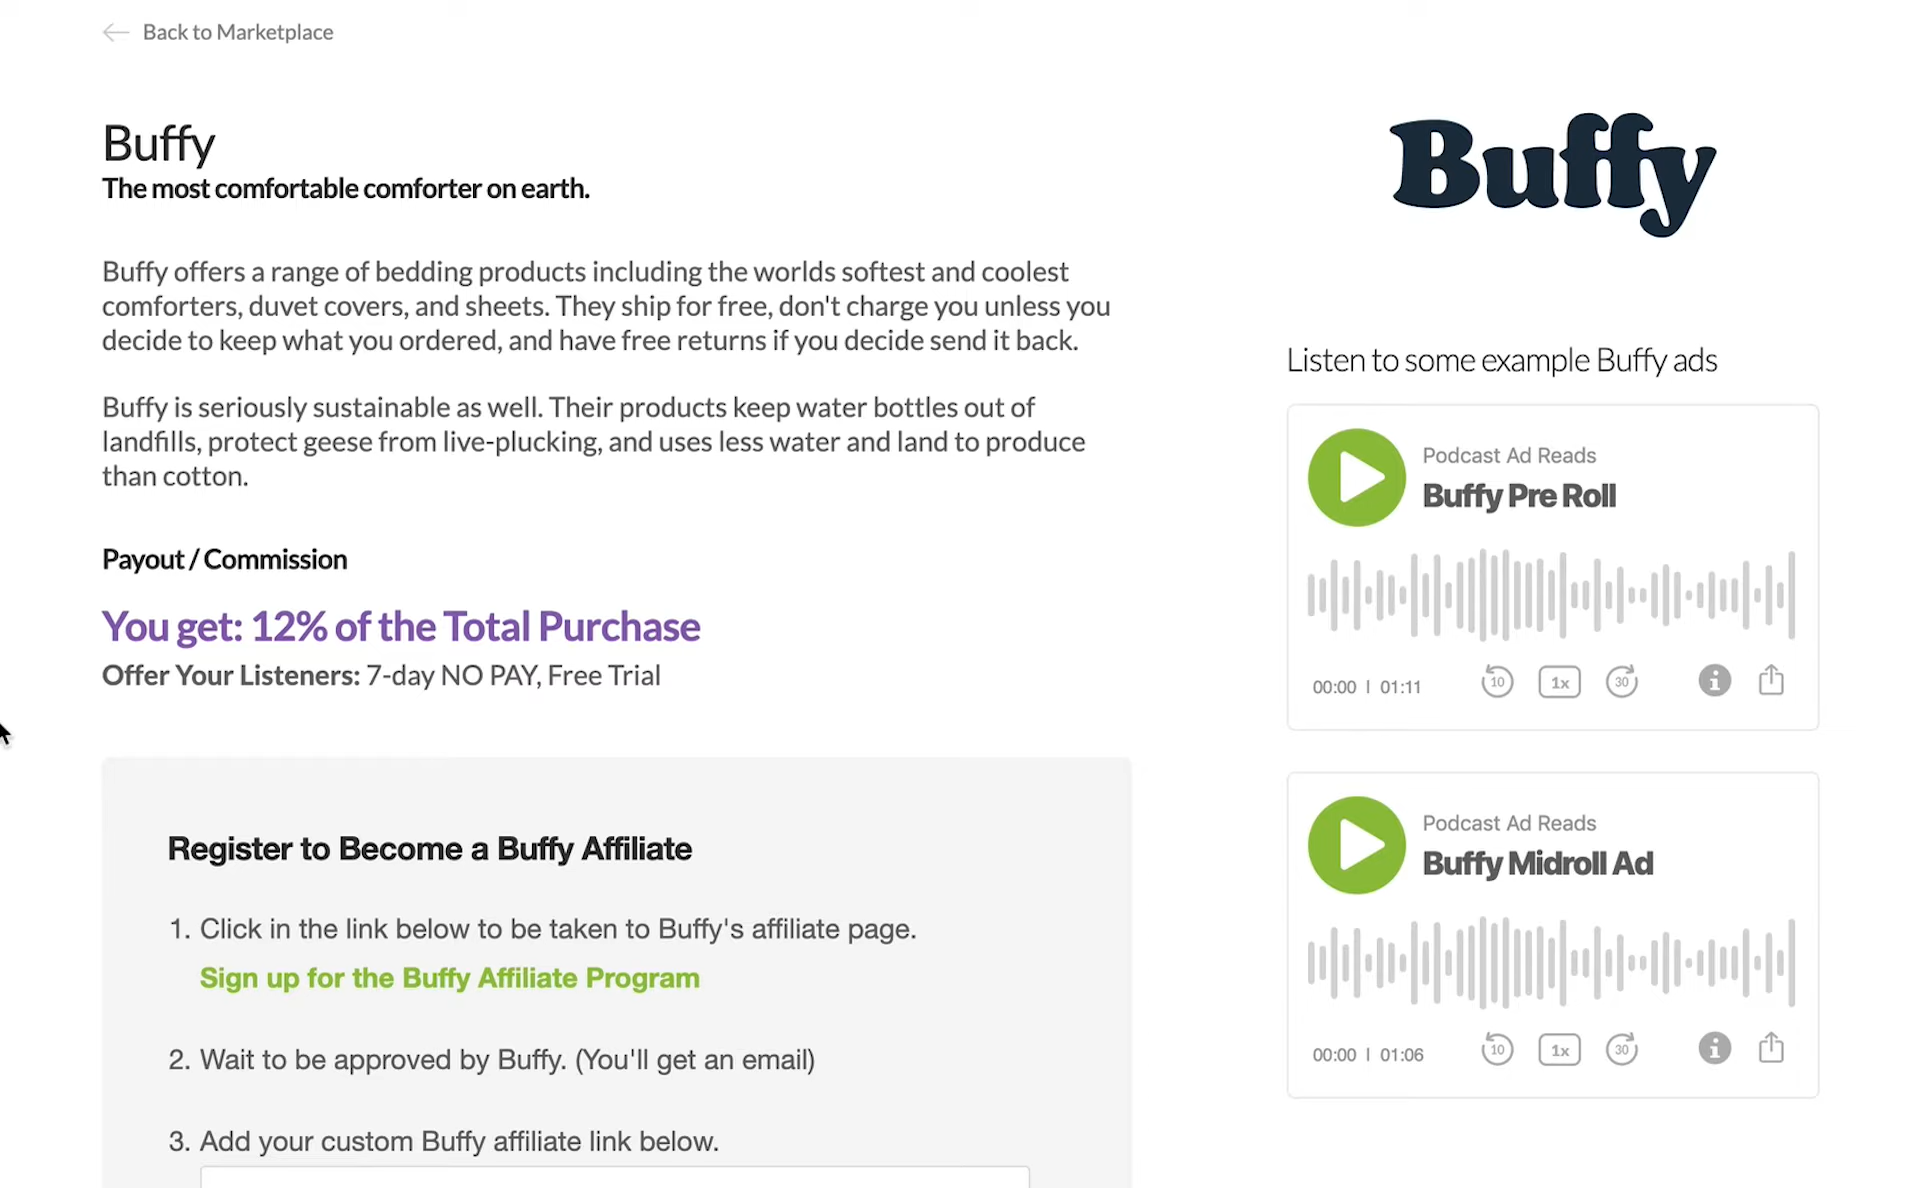 Back to Marketplace
Buffy
The most comfortable comforter on earth.
Buffy offers a range of bedding products including the worlds softest and coolest
comforters, duvet covers, and sheets. They ship for free, don't charge you unless you
decide to keep what you ordered, and have free returns if you decide send it back.
Buffy is seriously sustainable as well. Their products keep water bottles out of
landfills, protect geese from live-plucking, and uses less water and land to produce
than cotton.
Payout / Commission
You get: 12% of the Total Purchase
Offer Your Listeners: 7-day NO PAY, Free Trial
Register to Become a Buffy Affiliate
1. Click in the link below to be taken to Buffy's affiliate page.
Sign up for the Buffy Affiliate Program
2. Wait to be approved by Buffy. (You'll get an email)
3. Add your custom Buffy affiliate link below.
Buffy
Listen to some example Buffy ads
Podcast Ad Reads
Buffy Pre Roll
00:00 | 01:11 10 1x 30
Podcast Ad Reads
Buffy Midroll Ad
00:00 | 01:06 10 1x 30